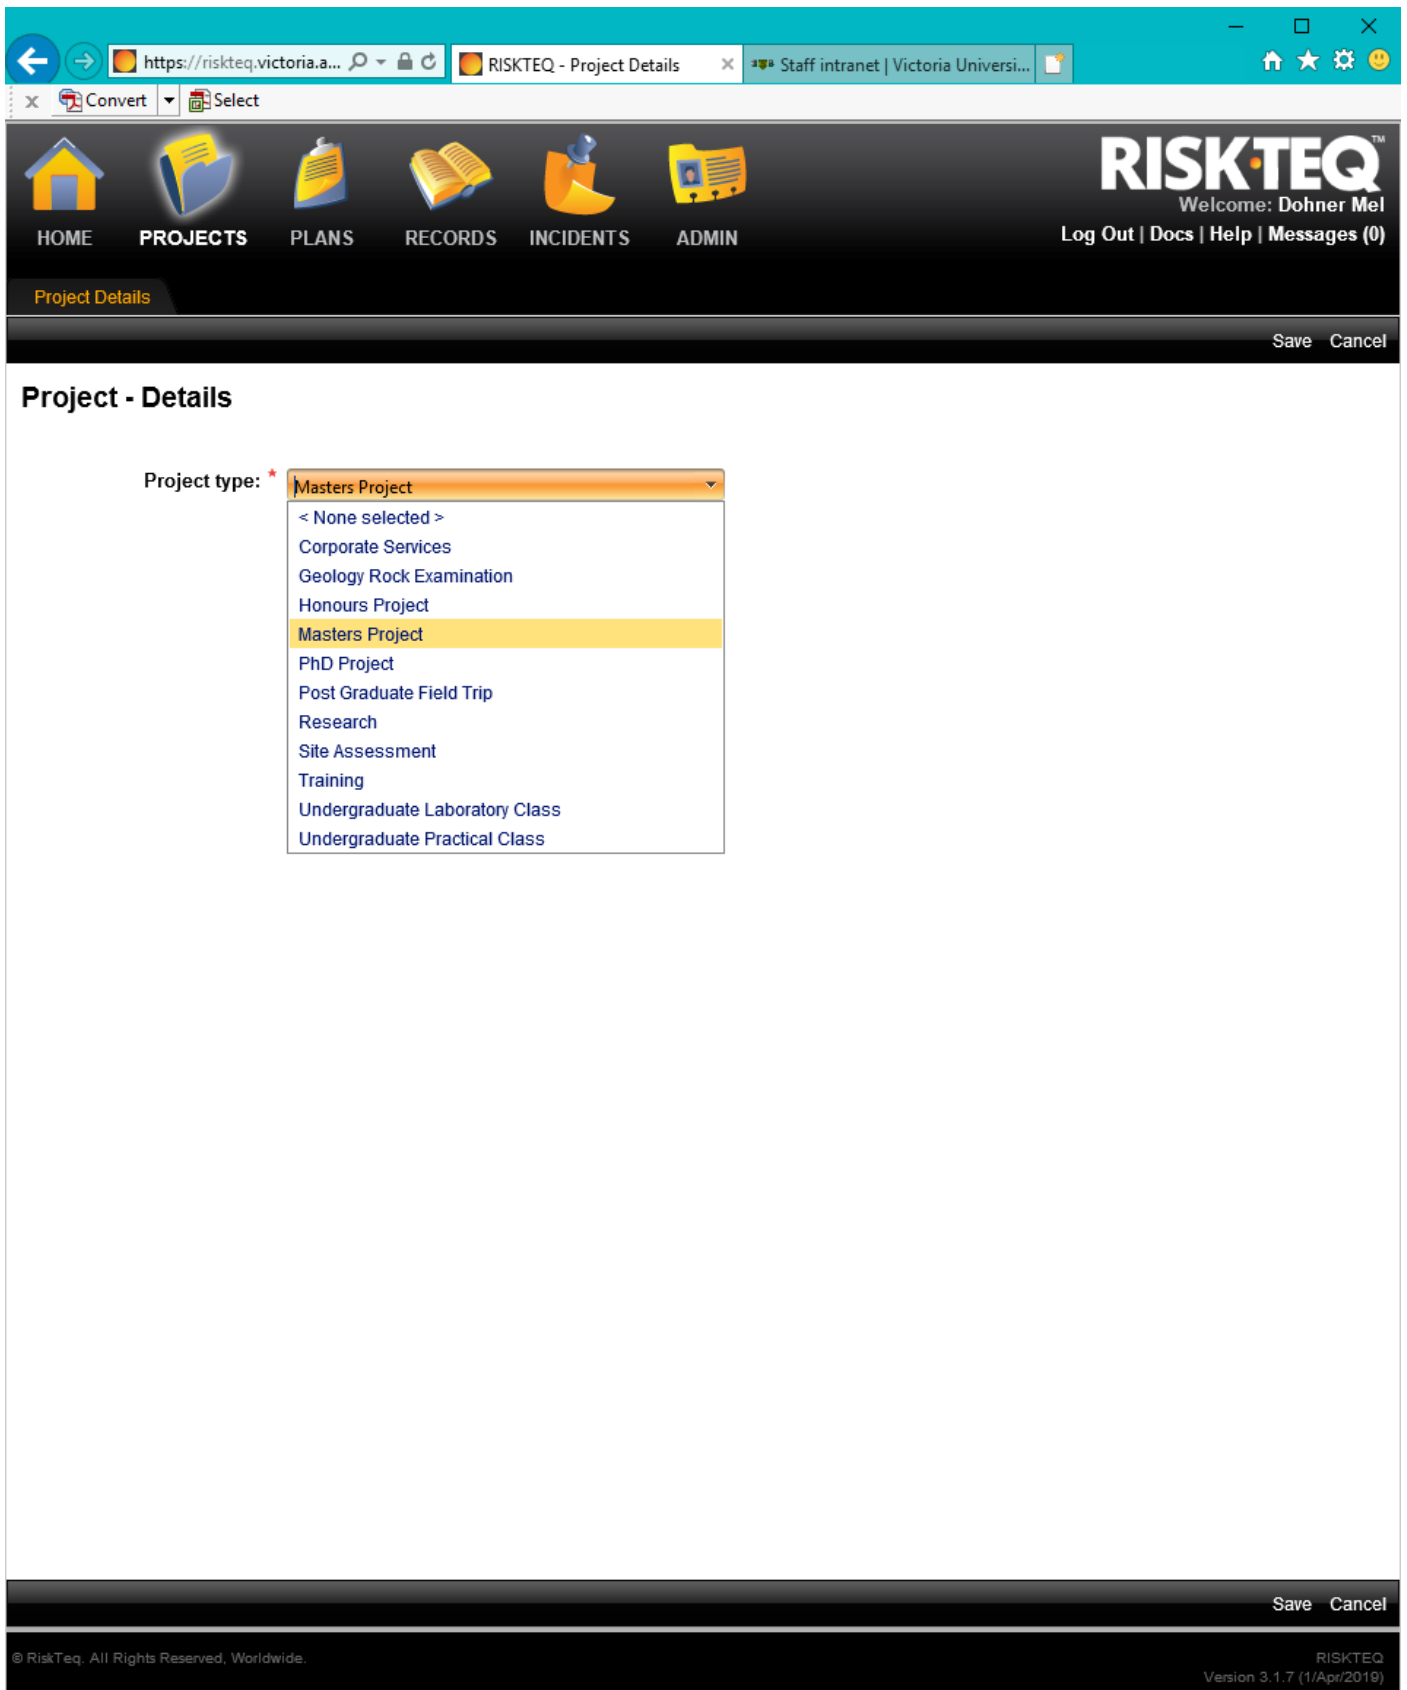 https://riskteq.victoria.a...
RISKTEQ - Project Details
Staff intranet | Victoria Universi...
x Convert Select
RISK•TEQ™
Welcome: Dohner Mel
HOME PROJECTS PLANS RECORDS INCIDENTS ADMIN
Log Out | Docs | Help | Messages (0)
Project Details
Save Cancel
Project - Details
Project type: * Masters Project
< None selected >
Corporate Services
Geology Rock Examination
Honours Project
Masters Project
PhD Project
Post Graduate Field Trip
Research
Site Assessment
Training
Undergraduate Laboratory Class
Undergraduate Practical Class
Save Cancel
© RiskTeq. All Rights Reserved, Worldwide.
RISKTEQ
Version 3.1.7 (1/Apr/2019)